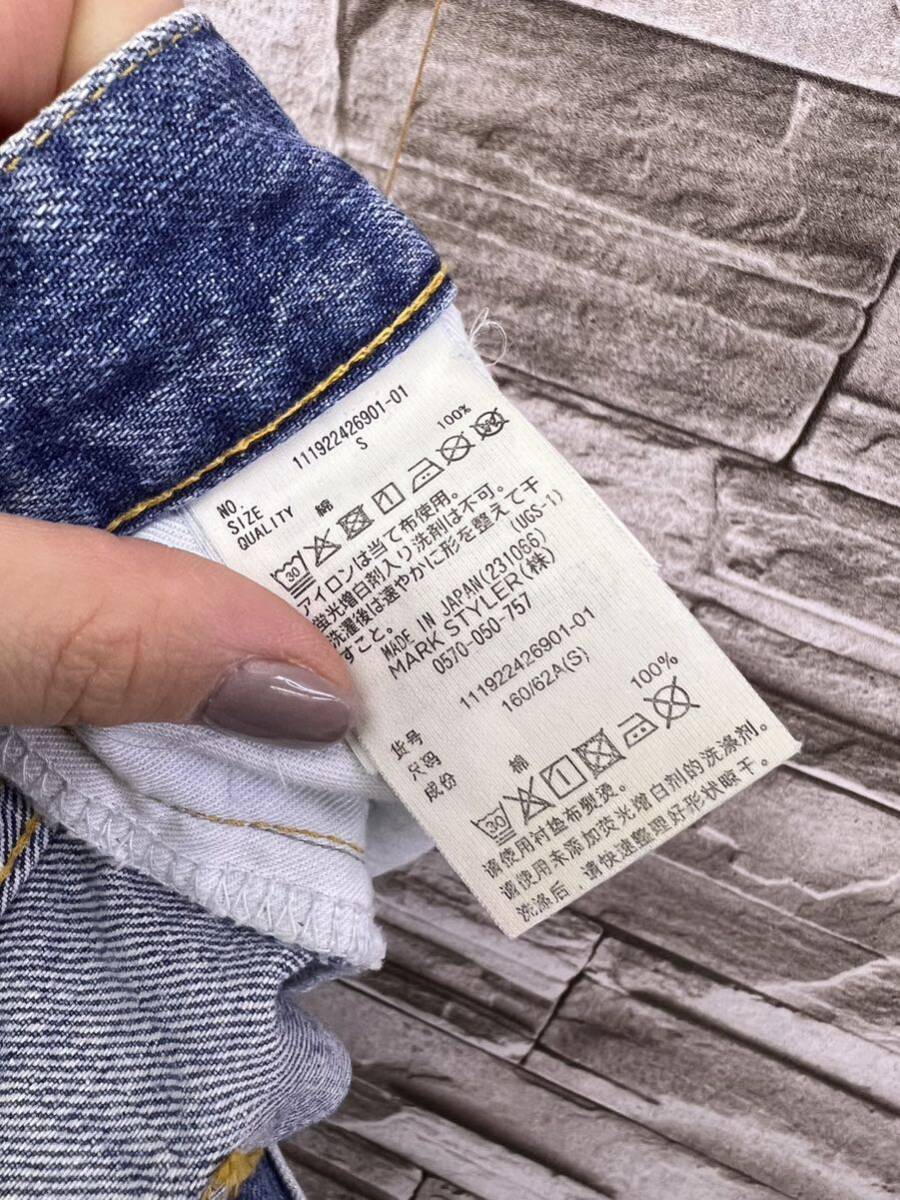 NO. 111922426901-01
SIZE S
QUALITY 綿 100%
30
アイロンは当て布使用。
蛍光増白剤入り洗剤は不可。
洗濯後は速やかに形を整えて干
すこと。 (UGS-1)
MADE IN JAPAN(231066)
MARK STYLER(株)
0570-050-757
货号 111922426901-01
尺码 160/62A(S)
成份 棉 100%
30
请使用衬垫布熨烫。
请使用未添加荧光增白剂的洗涤剂。
洗涤后,请快速整理好形状晾干。